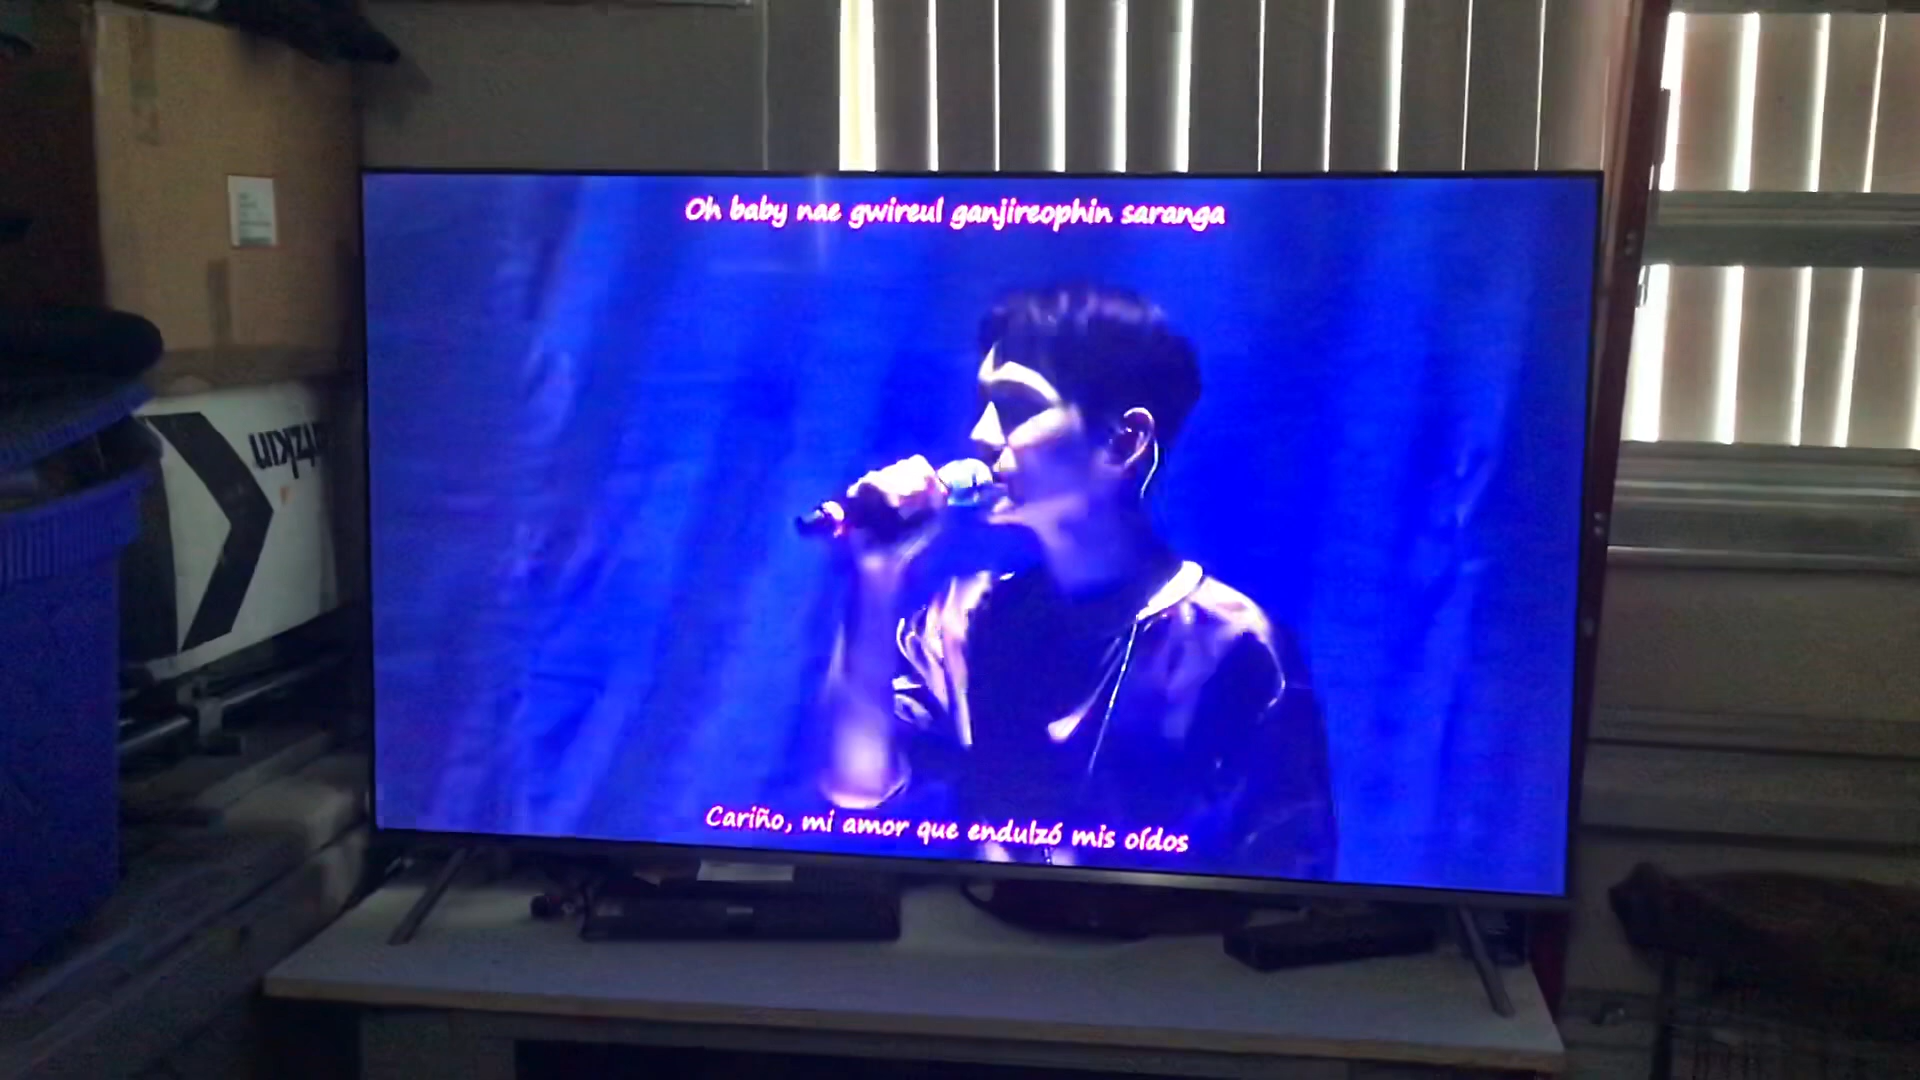 Oh baby nae gwireul ganjireophin saranga
Cariño, mi amor que endulzó mis oídos